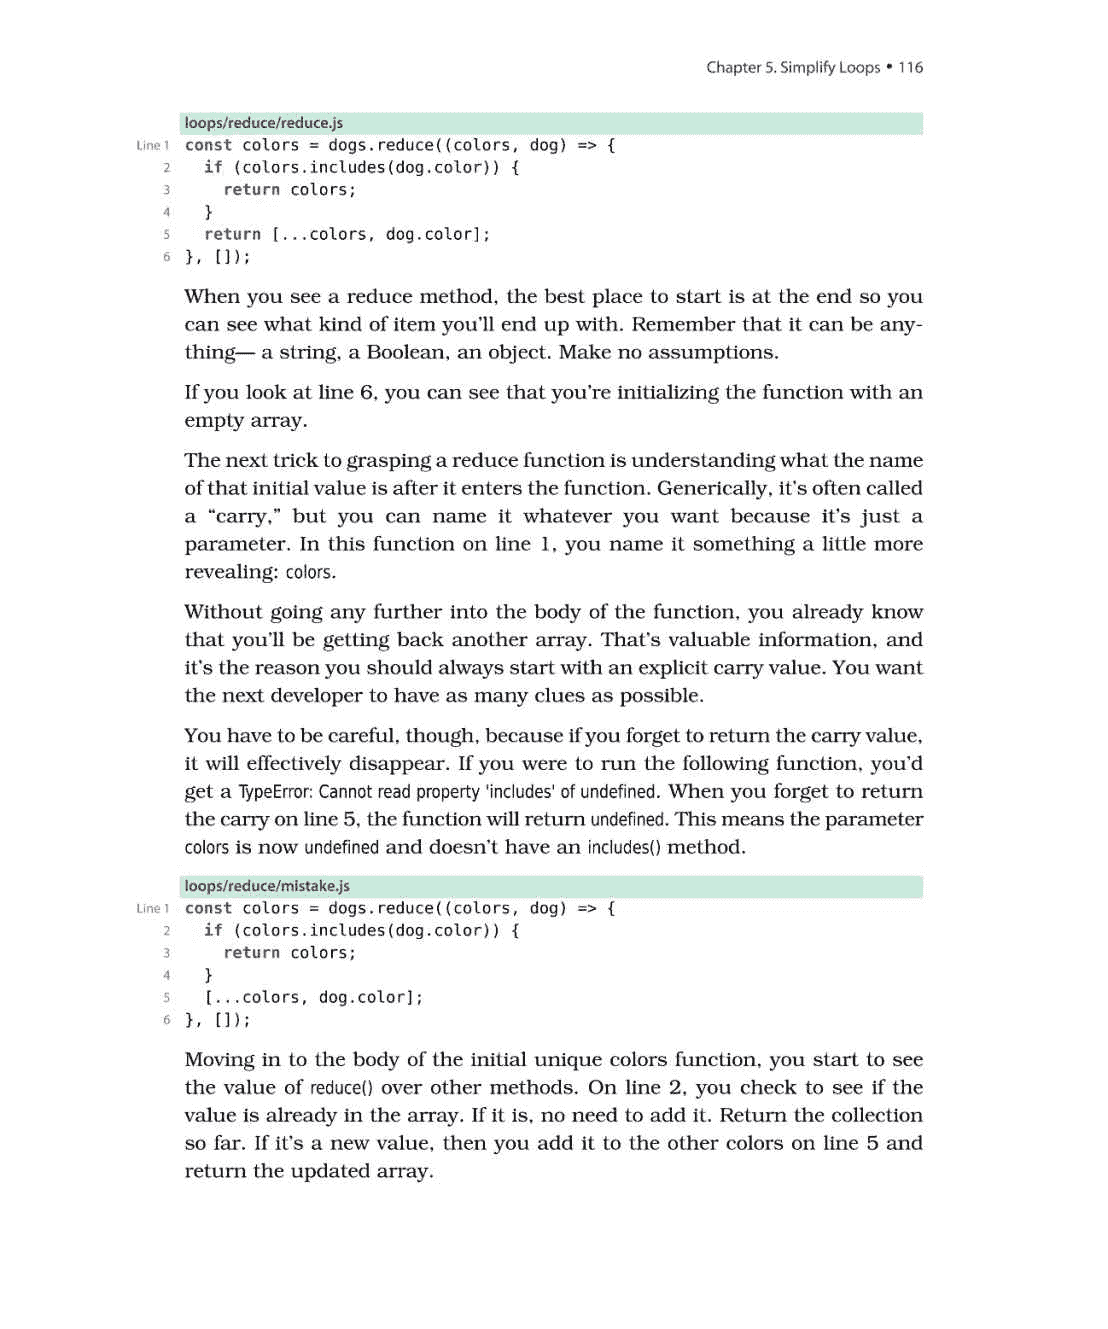 Chapter 5. Simplify Loops • 116
loops/reduce/reduce.js
Line 1 const colors = dogs.reduce((colors, dog) => {
2 if (colors.includes(dog.color)) {
3 return colors;
4 }
5 return [...colors, dog.color];
6 }, []);
When you see a reduce method, the best place to start is at the end so you
can see what kind of item you'll end up with. Remember that it can be any-
thing— a string, a Boolean, an object. Make no assumptions.
If you look at line 6, you can see that you're initializing the function with an
empty array.
The next trick to grasping a reduce function is understanding what the name
of that initial value is after it enters the function. Generically, it's often called
a “carry,” but you can name it whatever you want because it's just a
parameter. In this function on line 1, you name it something a little more
revealing: colors.
Without going any further into the body of the function, you already know
that you'll be getting back another array. That's valuable information, and
it's the reason you should always start with an explicit carry value. You want
the next developer to have as many clues as possible.
You have to be careful, though, because if you forget to return the carry value,
it will effectively disappear. If you were to run the following function, you'd
get a TypeError: Cannot read property 'includes' of undefined. When you forget to return
the carry on line 5, the function will return undefined. This means the parameter
colors is now undefined and doesn't have an includes() method.
loops/reduce/mistake.js
Line 1 const colors = dogs.reduce((colors, dog) => {
2 if (colors.includes(dog.color)) {
3 return colors;
4 }
5 [...colors, dog.color];
6 }, []);
Moving in to the body of the initial unique colors function, you start to see
the value of reduce() over other methods. On line 2, you check to see if the
value is already in the array. If it is, no need to add it. Return the collection
so far. If it's a new value, then you add it to the other colors on line 5 and
return the updated array.